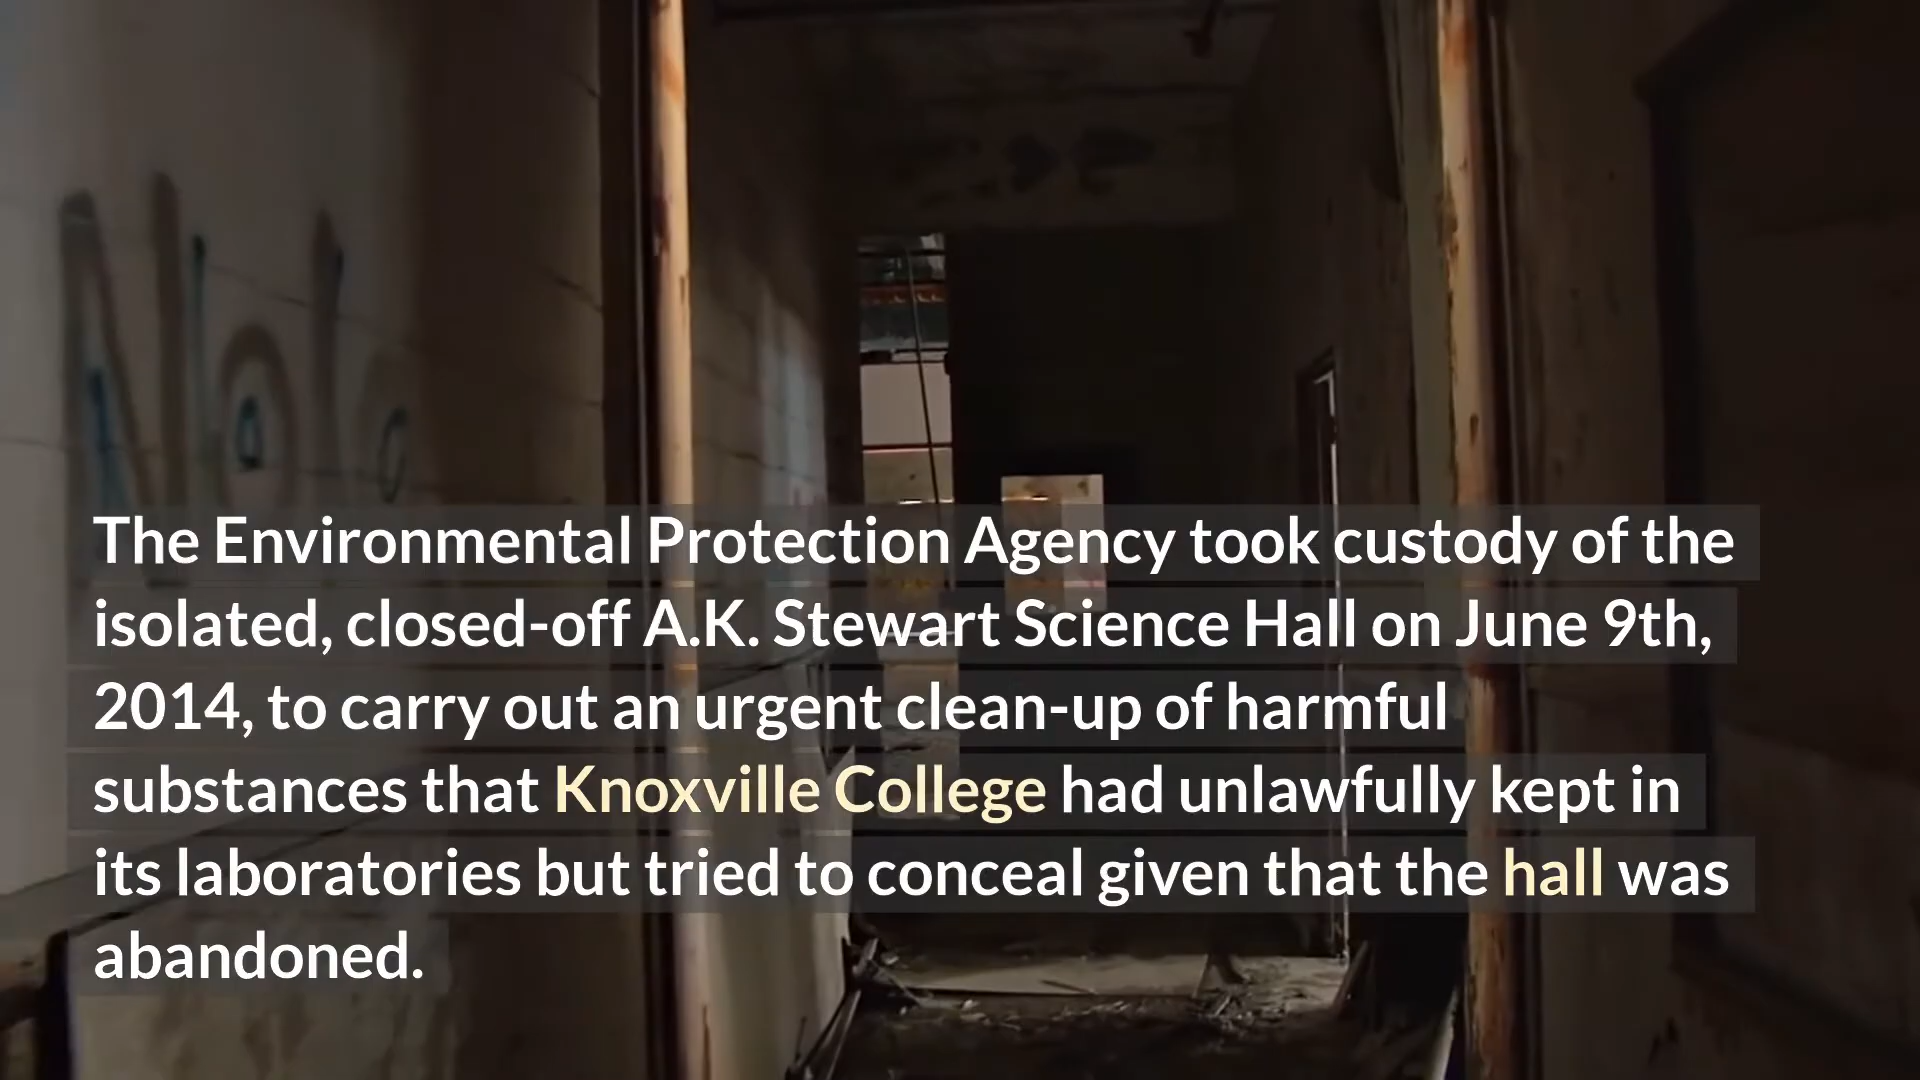 The Environmental Protection Agency took custody of the
isolated, closed-off A.K. Stewart Science Hall on June 9th,
2014, to carry out an urgent clean-up of harmful
substances that Knoxville College had unlawfully kept in
its laboratories but tried to conceal given that the hall was
abandoned.